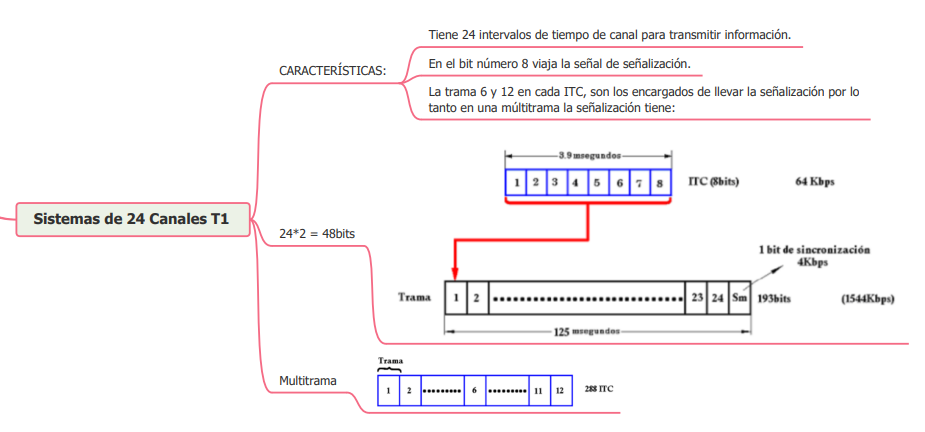 Tiene 24 intervalos de tiempo de canal para transmitir información.
CARACTERÍSTICAS:
En el bit número 8 viaja la señal de señalización.
La trama 6 y 12 en cada ITC, son los encargados de llevar la señalización por lo
tanto en una múltitrama la señalización tiene:
Sistemas de 24 Canales T1
24*2 = 48bits
3.9 msegundos
1 2 3 4 5 6 7 8 ITC (8bits) 64 Kbps
1 bit de sincronización
4Kbps
Trama 1 2 23 24 Sm 193bits (1544Kbps)
125 msegundos
Multitrama
Trama
1 2 6 11 12 288 ITC